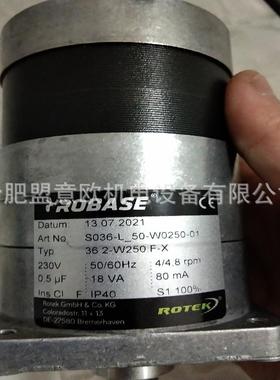 PROBASE CE
合肥盟意欧机电设备有限公司
Datum 13.07.2021
Art No S036-L_50-W0250-01
Typ 36 2-W250 F-X
230V 50/60Hz 4/4.8 rpm
0.5 µF 18 VA 80 mA
Ins Cl F IP40 S1 100%
Rotek GmbH & Co. KG
Coloradostr. 11 + 13
DE-27580 Bremerhaven
ROTEK